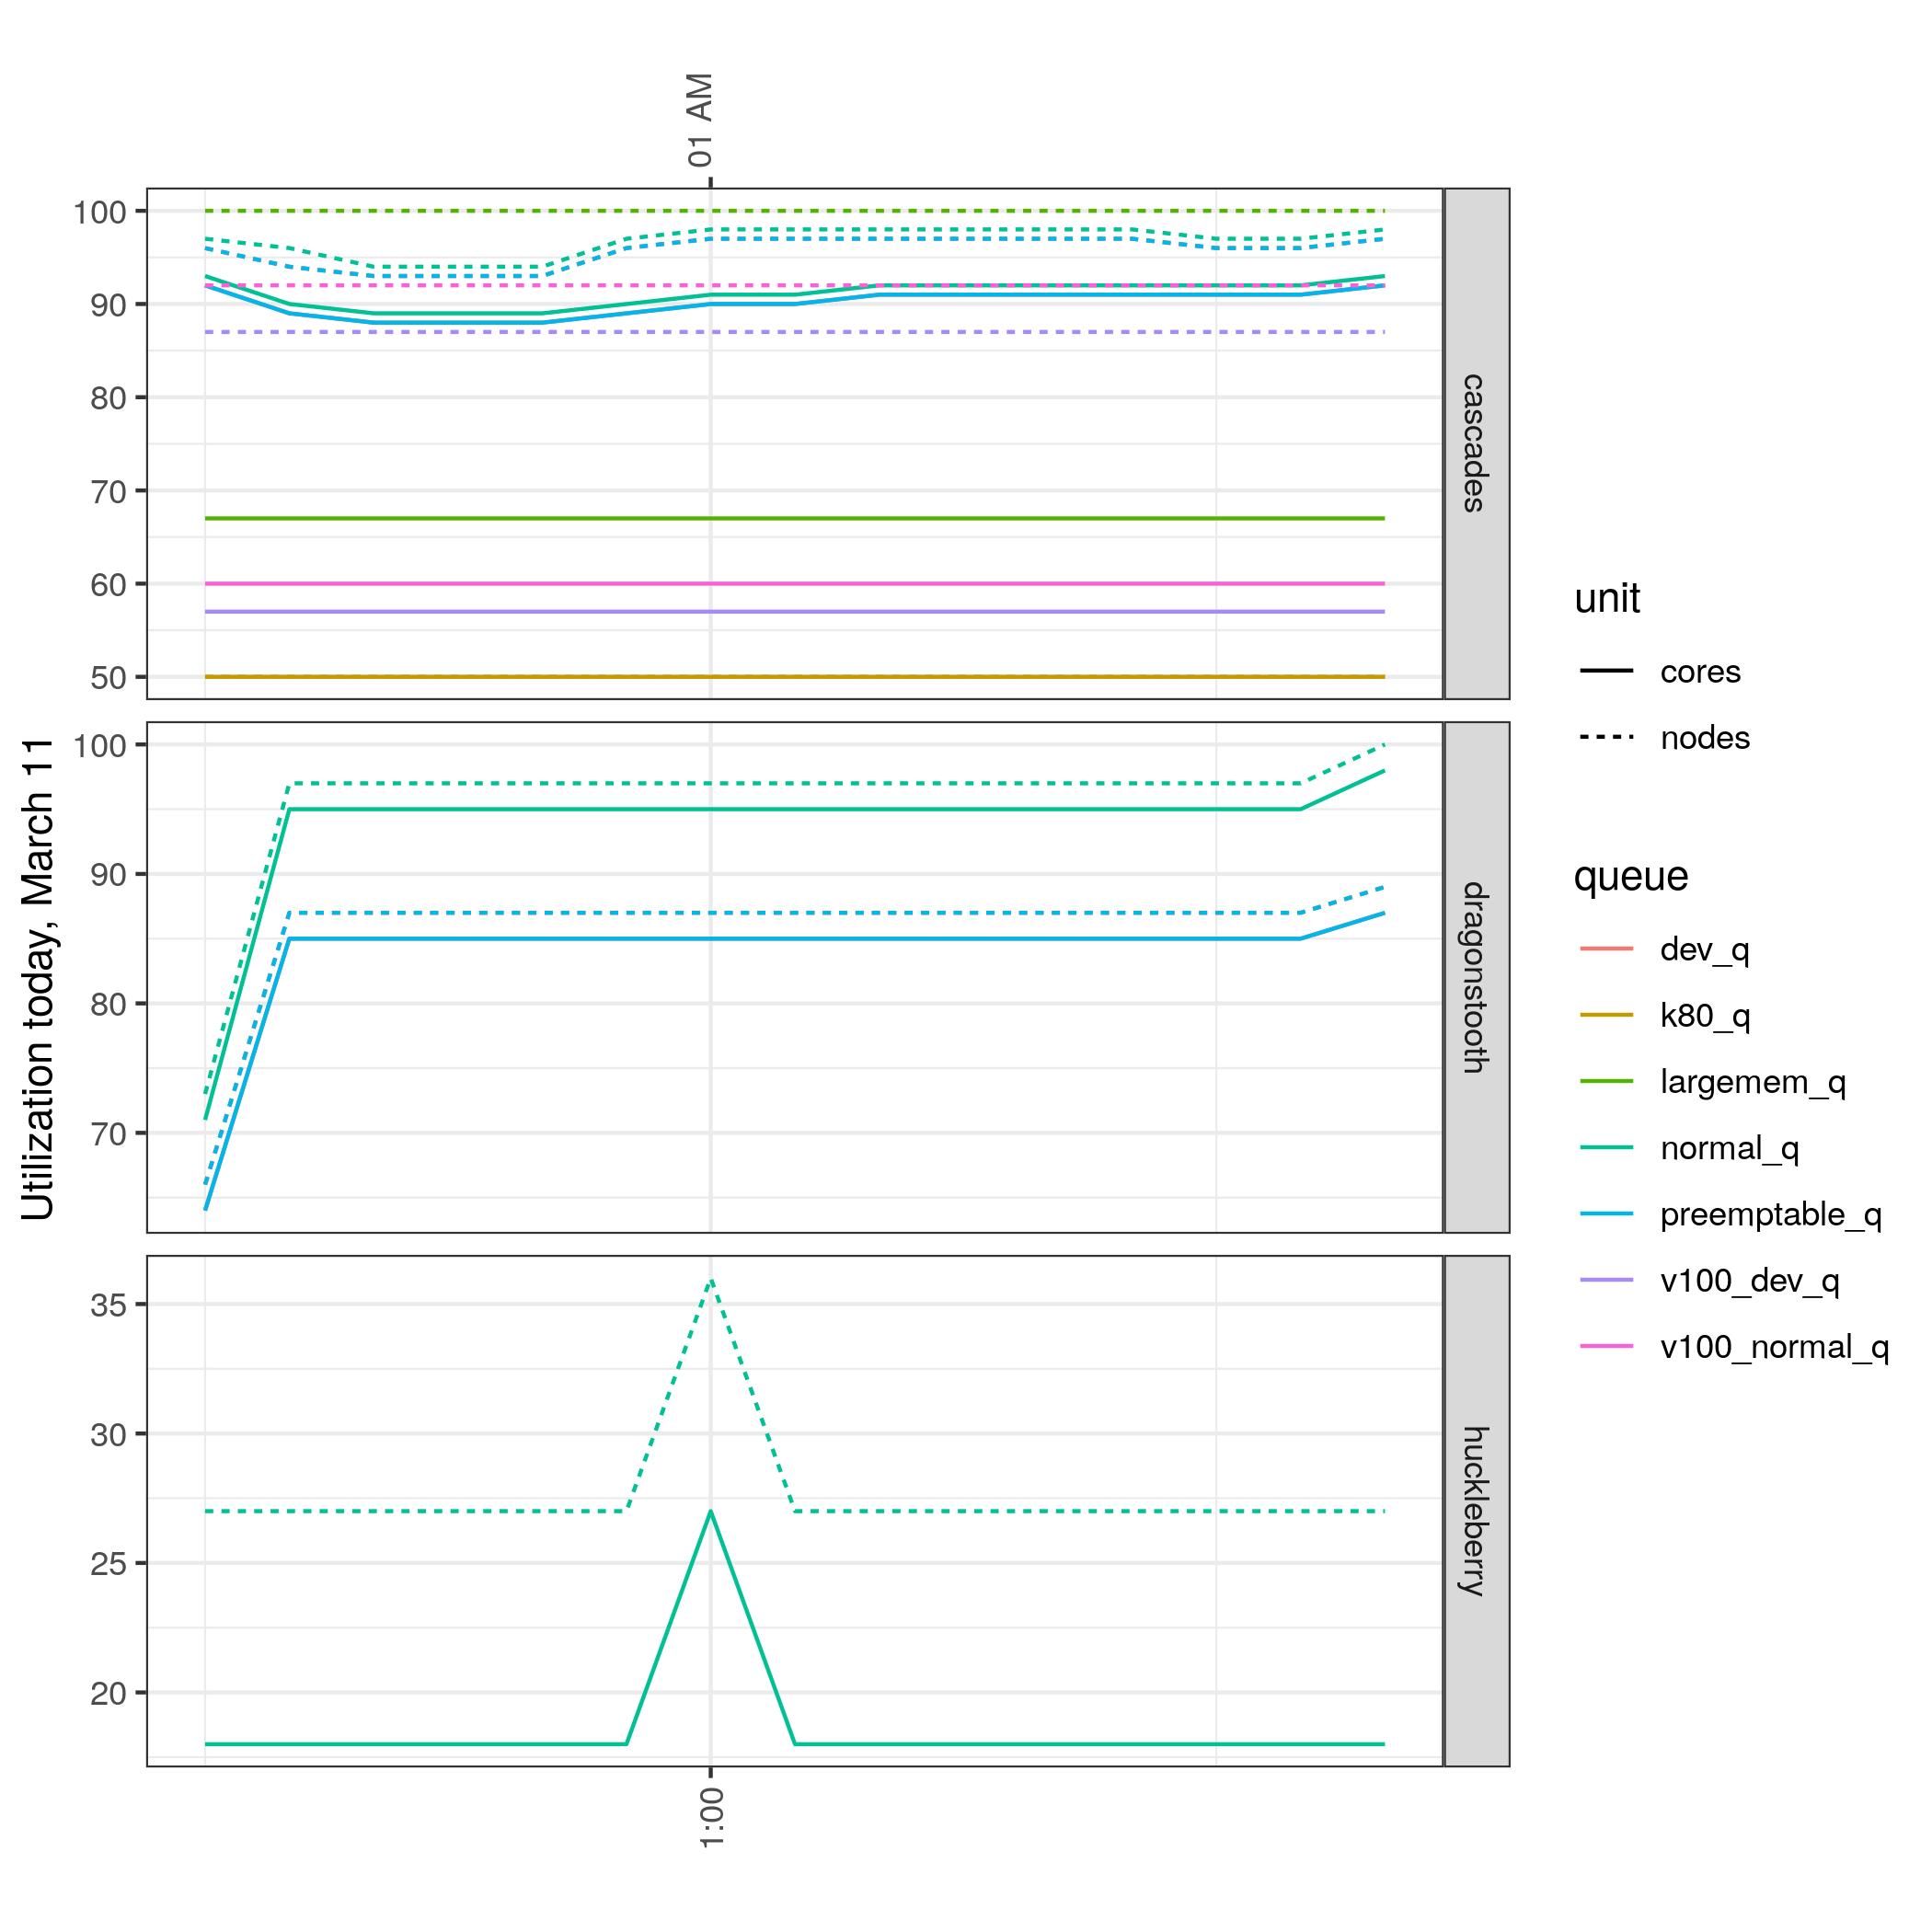 01 AM
100
90
80
70
60
50
cascades
Utilization today, March 11
100
90
80
70
dragonstooth
35
30
25
20
huckleberry
1:00
unit
cores
nodes
queue
dev_q
k80_q
largemem_q
normal_q
preemptable_q
v100_dev_q
v100_normal_q